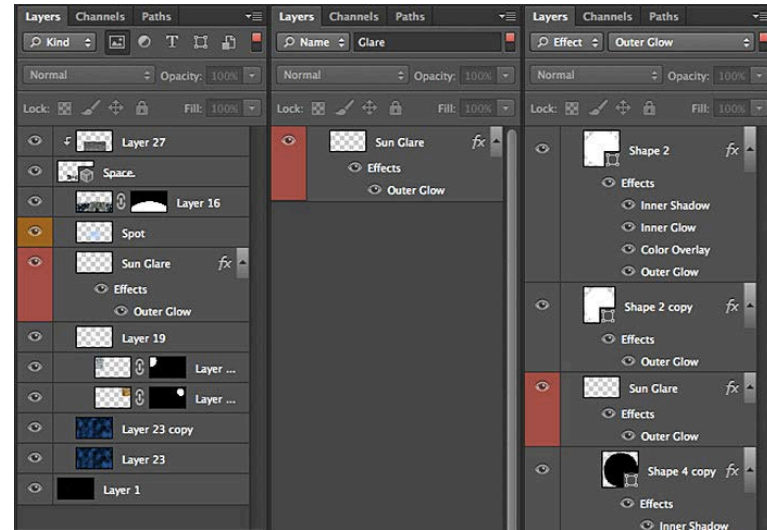 Layers Channels Paths
Kind
Normal Opacity: 100%
Lock: Fill: 100%
Layer 27
Space.
Layer 16
Spot
Sun Glare fx
Effects
Outer Glow
Layer 19
Layer ...
Layer ...
Layer 23 copy
Layer 23
Layer 1
Layers Channels Paths
Name Glare
Normal Opacity: 100%
Lock: Fill: 100%
Sun Glare fx
Effects
Outer Glow
Layers Channels Paths
Effect Outer Glow
Normal Opacity: 100%
Lock: Fill: 100%
Shape 2 fx
Effects
Inner Shadow
Inner Glow
Color Overlay
Outer Glow
Shape 2 copy fx
Effects
Outer Glow
Sun Glare fx
Effects
Outer Glow
Shape 4 copy fx
Effects
Inner Shadow